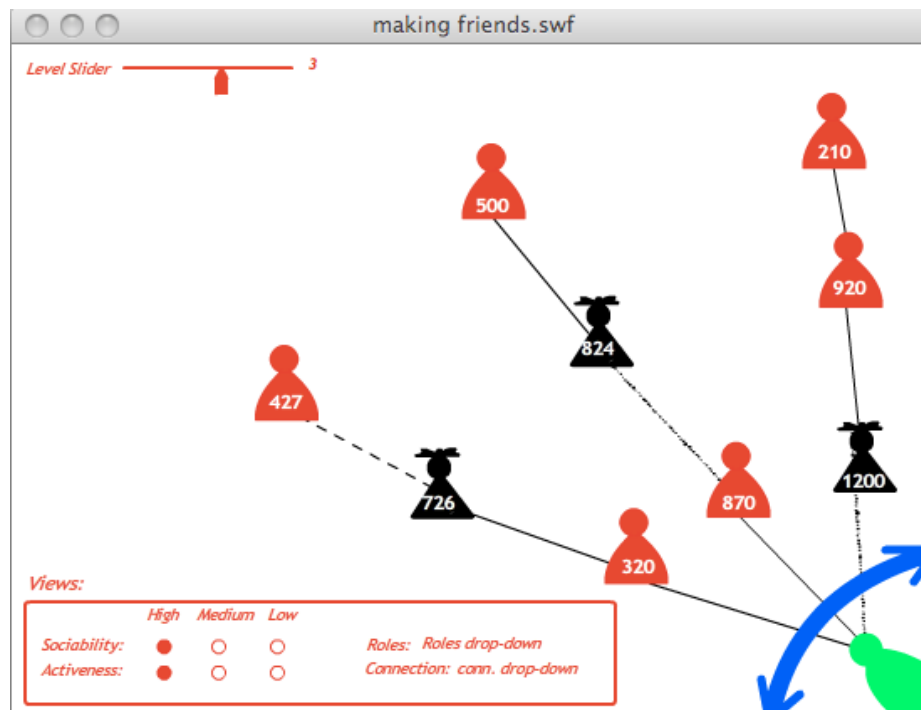 making friends.swf
Level Slider 3
210
500
920
824
427
1200
726
870
320
Views:
High Medium Low
Sociability: Roles: Roles drop-down
Activeness: Connection: conn. drop-down